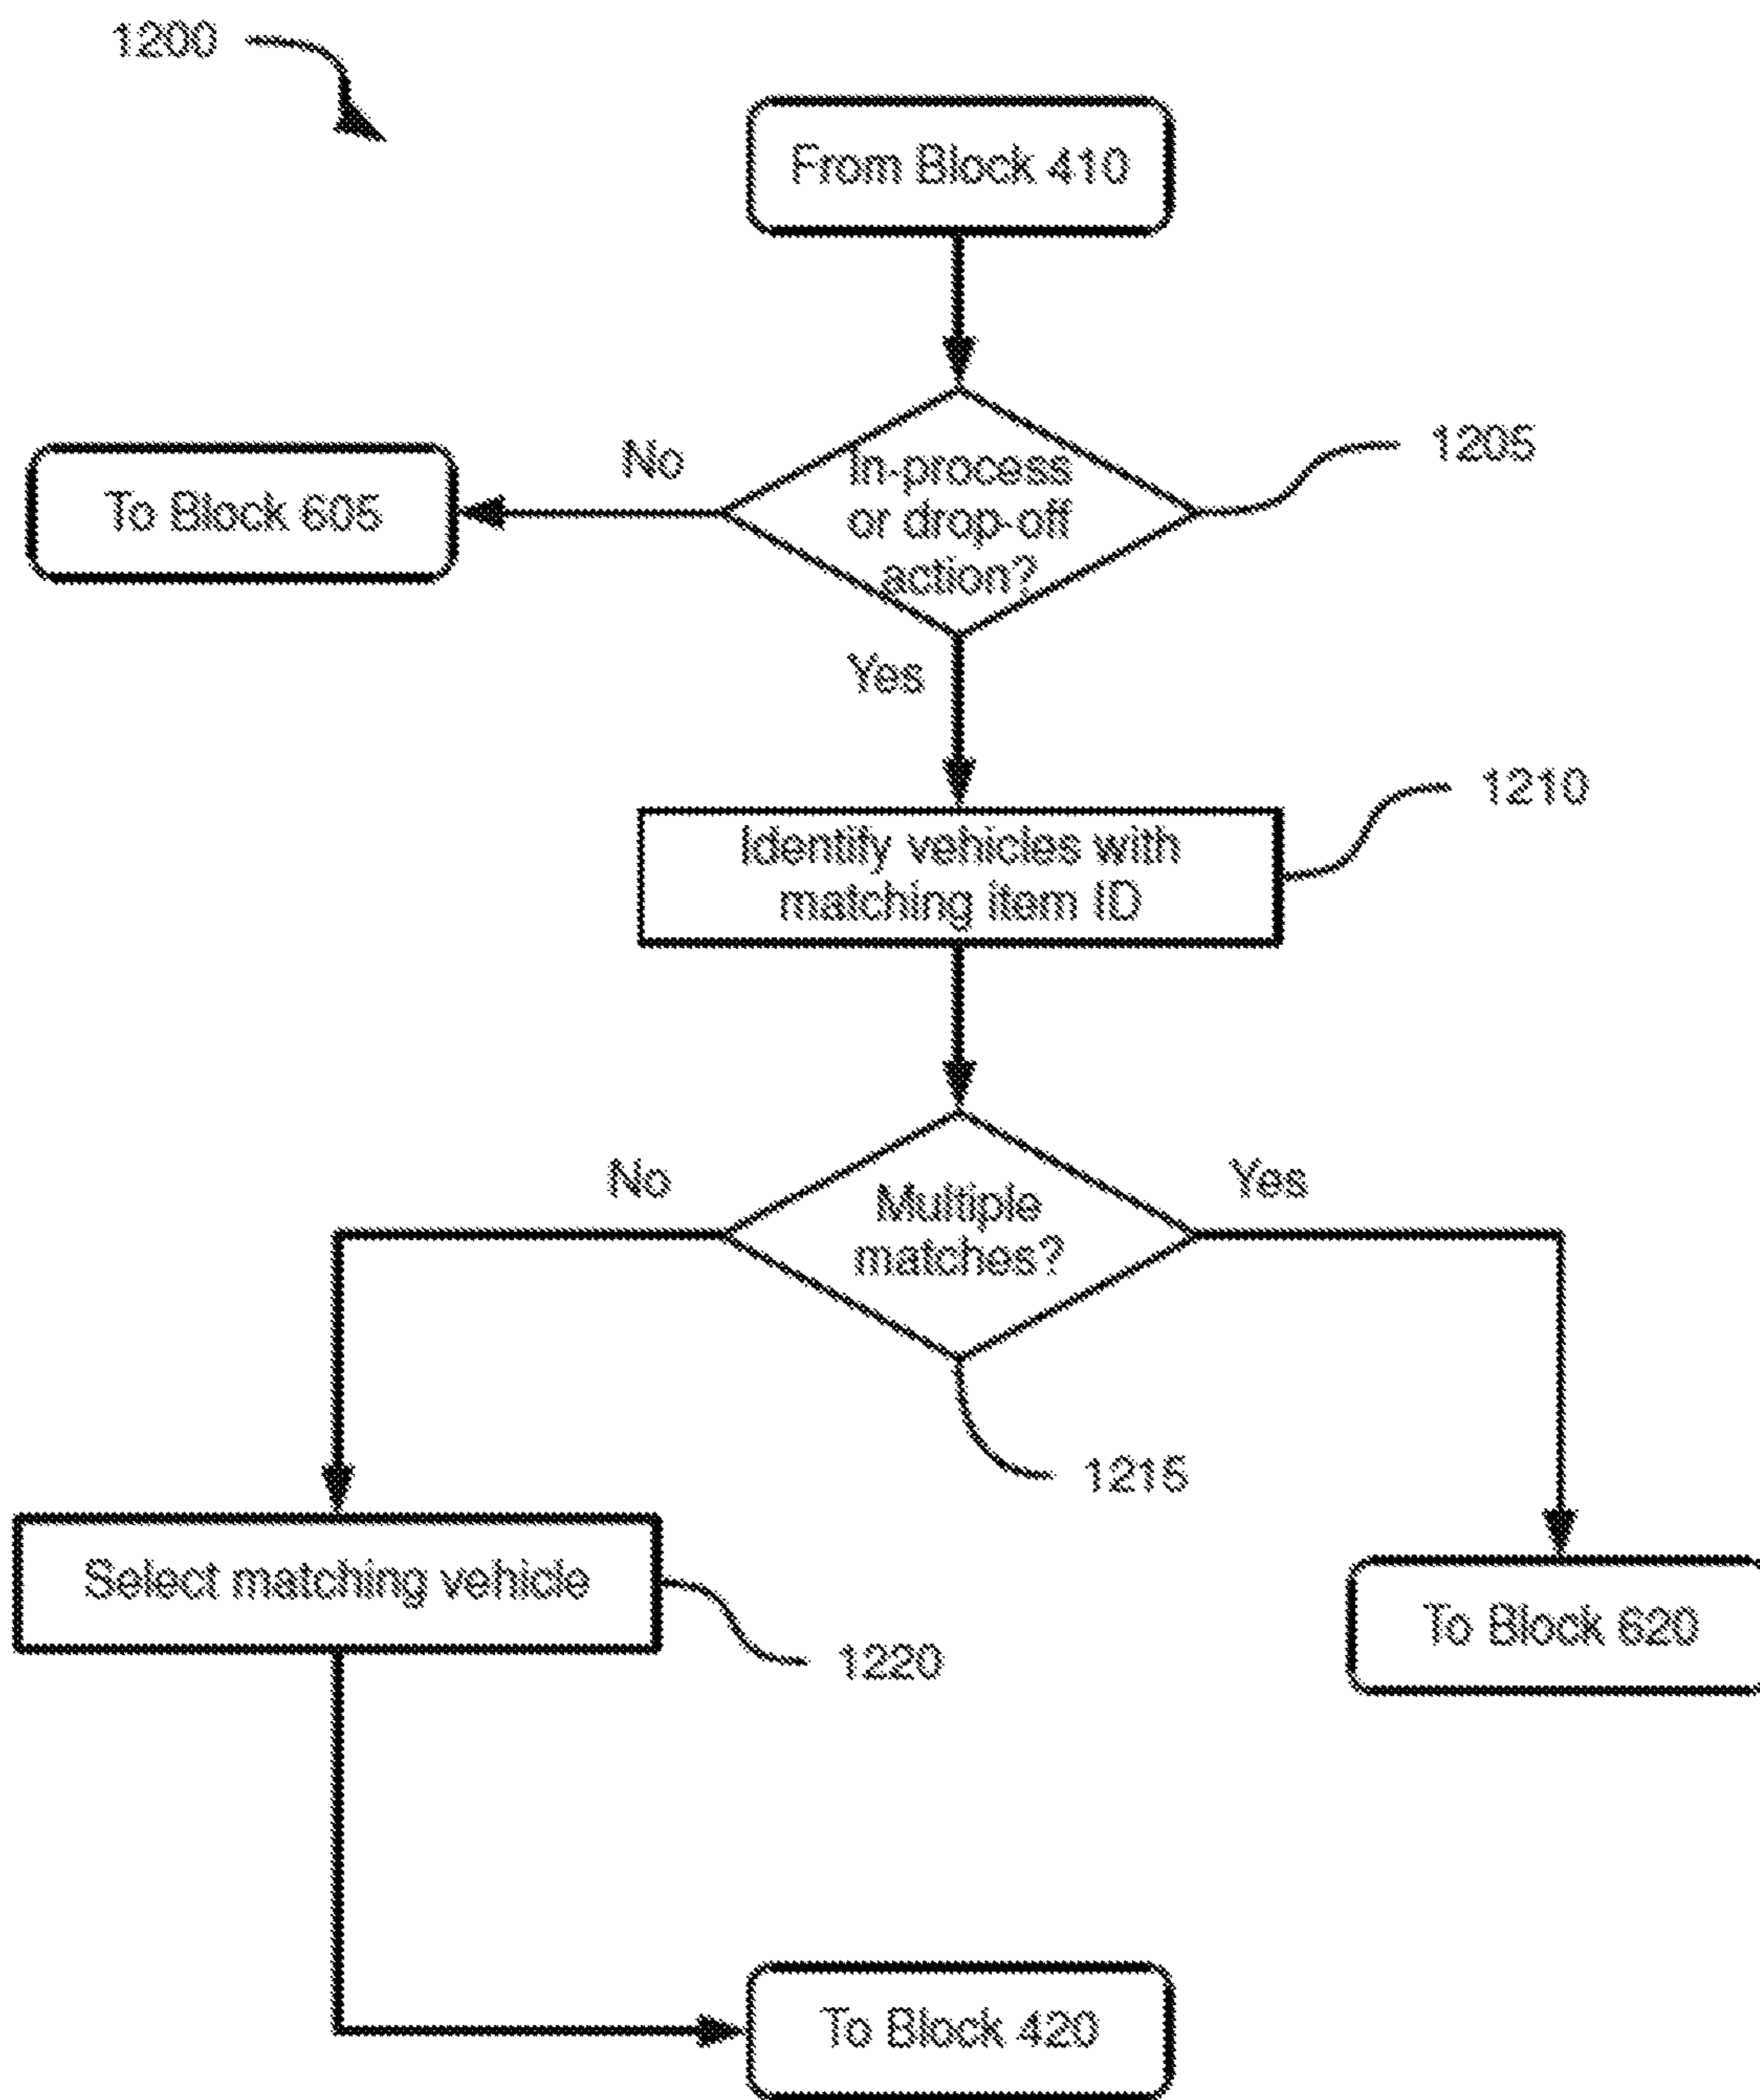 1200
From Block 410
No
1205
In-process
or drop-off
action?
To Block 605
Yes
1210
Identify vehicles with
matching item ID
No
Yes
Multiple
matches?
1215
Select matching vehicle
1220
To Block 620
To Block 420